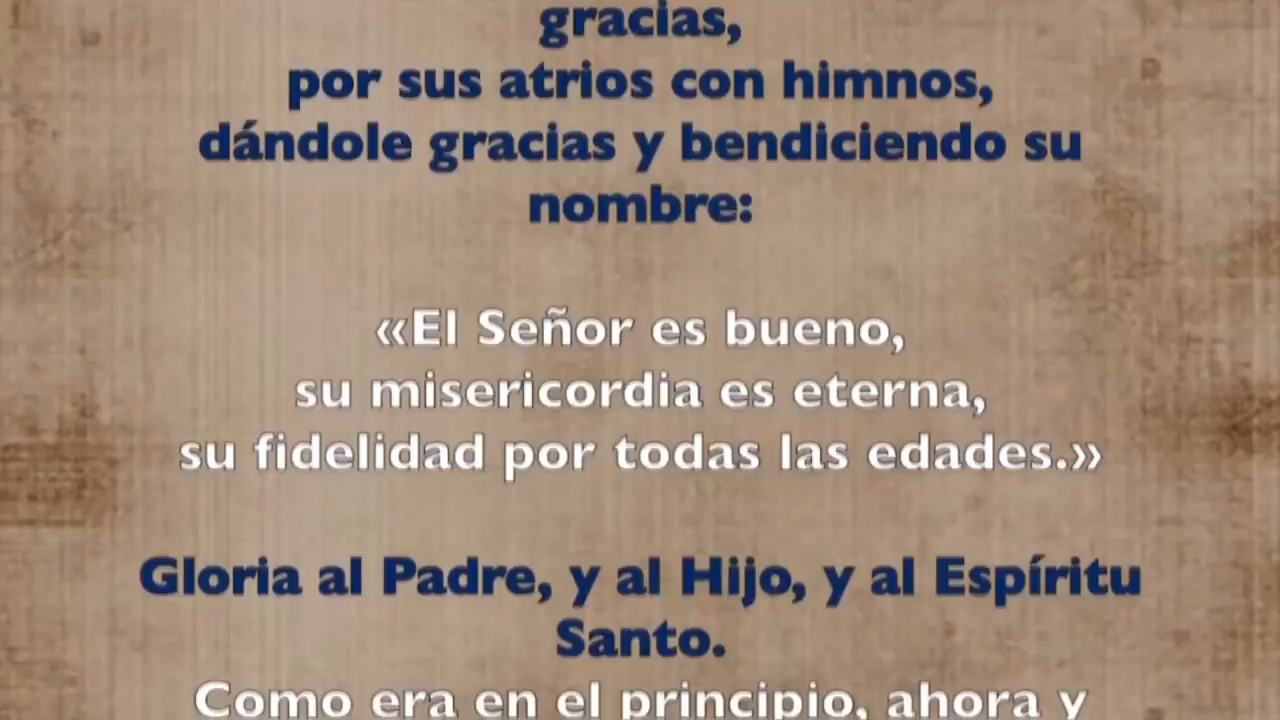 gracias,
por sus atrios con himnos,
dándole gracias y bendiciendo su
nombre:
«El Señor es bueno,
su misericordia es eterna,
su fidelidad por todas las edades.»
Gloria al Padre, y al Hijo, y al Espíritu
Santo.
Como era en el principio, ahora y